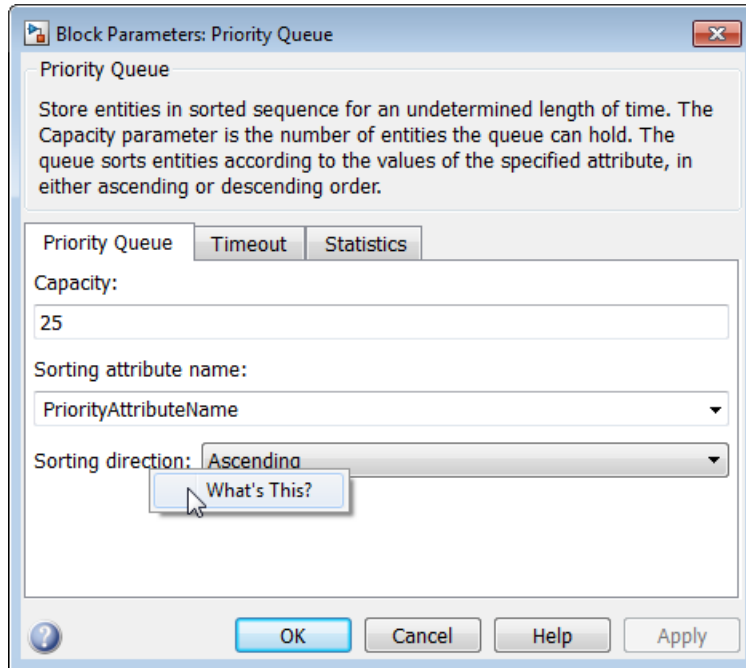 Block Parameters: Priority Queue
Priority Queue
Store entities in sorted sequence for an undetermined length of time. The
Capacity parameter is the number of entities the queue can hold. The
queue sorts entities according to the values of the specified attribute, in
either ascending or descending order.
Priority Queue Timeout Statistics
Capacity:
25
Sorting attribute name:
PriorityAttributeName
Sorting direction: Ascending
What's This?
OK Cancel Help Apply